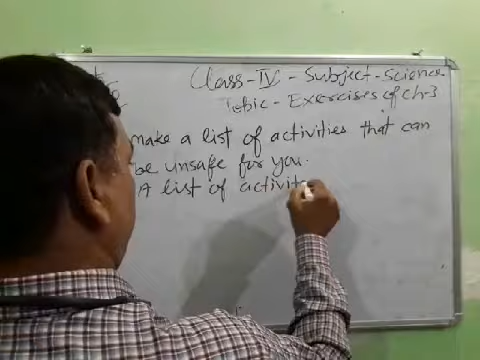 Class-IV - Subject-Science
Topic-Exercises of Ch-3
make a list of activities that can
be unsafe for you.
A list of activit